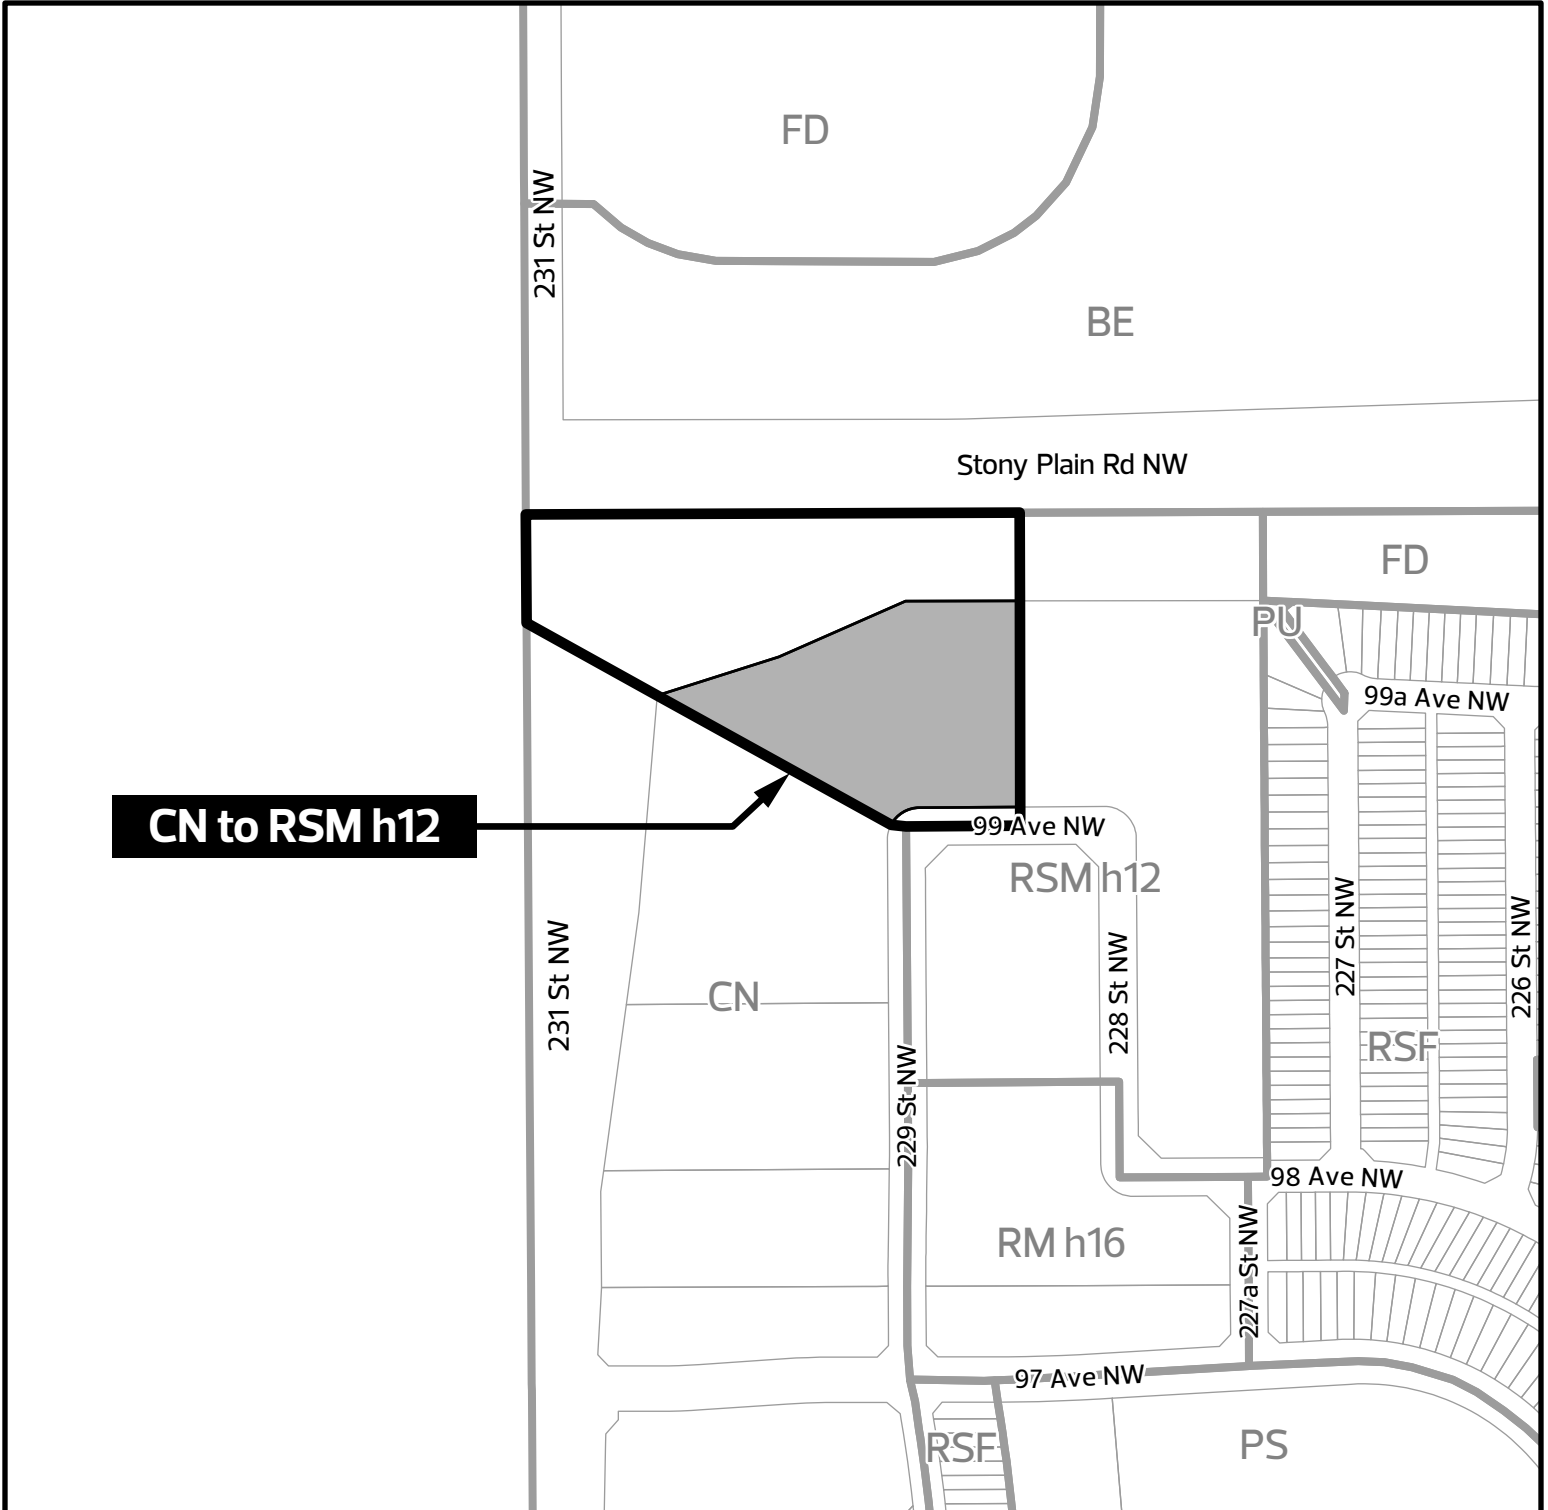 FD
231 St NW
BE
Stony Plain Rd NW
FD
PU
99a Ave NW
CN to RSM h12
99 Ave NW
RSM h12
227 St NW
226 St NW
231 St NW
228 St NW
CN
RSF
229 St NW
98 Ave NW
RM h16
227a St NW
97 Ave NW
RSF
PS